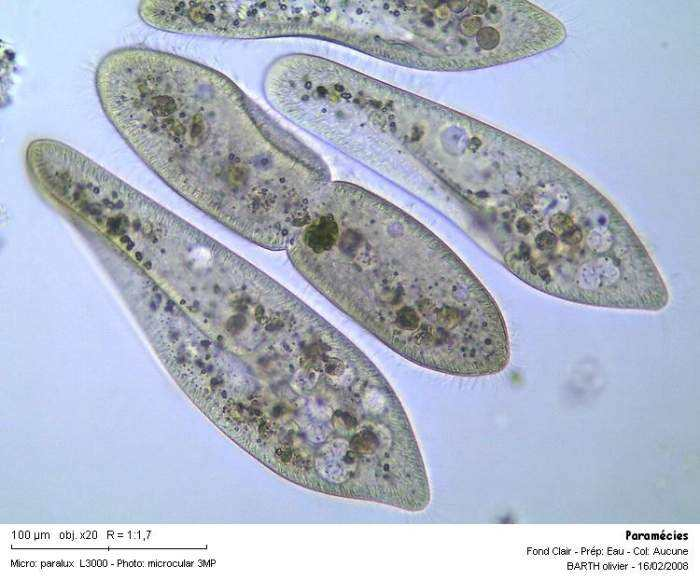 100 µm   obj. x20   R = 1:1,7
Micro: paralux  L3000 - Photo: microcular 3MP
Paramécies
Fond Clair - Prép: Eau - Col: Aucune
BARTH olivier - 16/02/2008